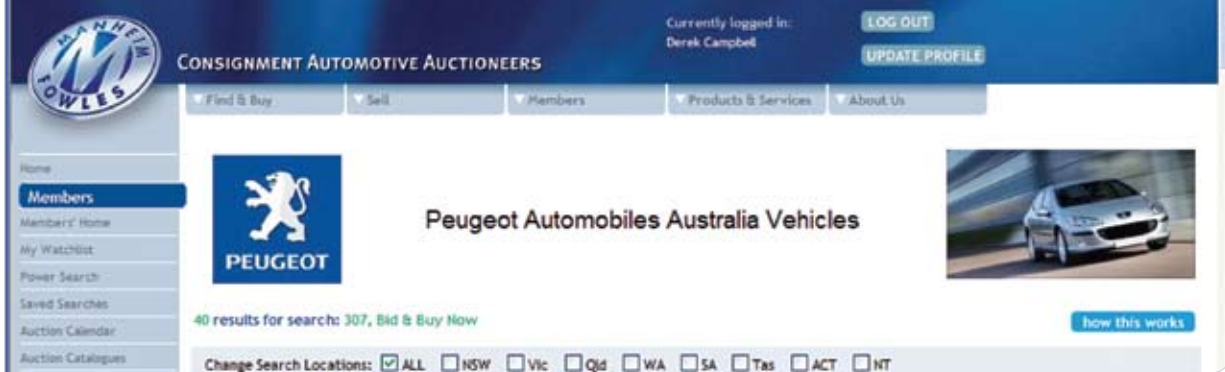 MANHEIM
FOWLES
CONSIGNMENT AUTOMOTIVE AUCTIONEERS
Currently logged in:
Derek Campbell
LOG OUT
UPDATE PROFILE
Find & Buy
Sell
Members
Products & Services
About Us
Home
Members
Members' Home
My Watchlist
Power Search
Saved Searches
Auction Calendar
Auction Catalogues
PEUGEOT
Peugeot Automobiles Australia Vehicles
40 results for search: 307, Bid & Buy Now
how this works
Change Search Locations: ALL NSW Vic Qld WA SA Tas ACT NT